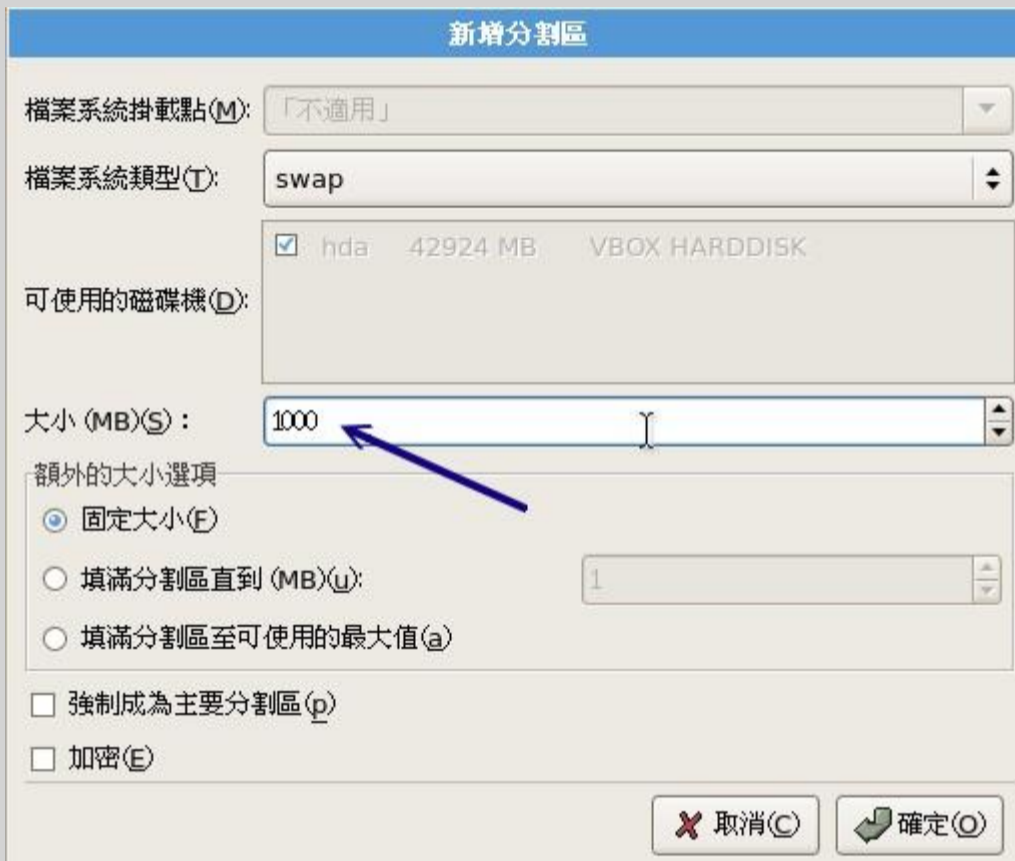 新增分割區
檔案系統掛載點(M): 「不適用」
檔案系統類型(T): swap
hda 42924 MB VBOX HARDDISK
可使用的磁碟機(D):
大小 (MB)(S)： 1000
額外的大小選項
固定大小(F)
填滿分割區直到 (MB)(u): 1
填滿分割區至可使用的最大值(a)
強制成為主要分割區(p)
加密(E)
取消(C) 確定(O)